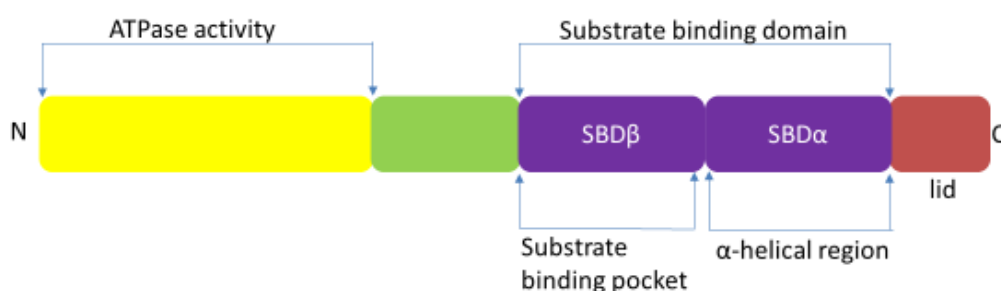 ATPase activity
Substrate binding domain
N
SBDβ
SBDα
C
lid
Substrate
binding pocket
α-helical region